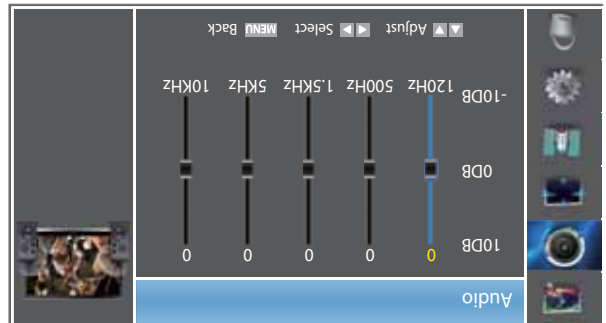 Audio
0 0 0 0 0
10DB
0DB
-10DB
120Hz 500Hz 1.5KHz 5KHz 10KHz
Adjust Select MENU Back